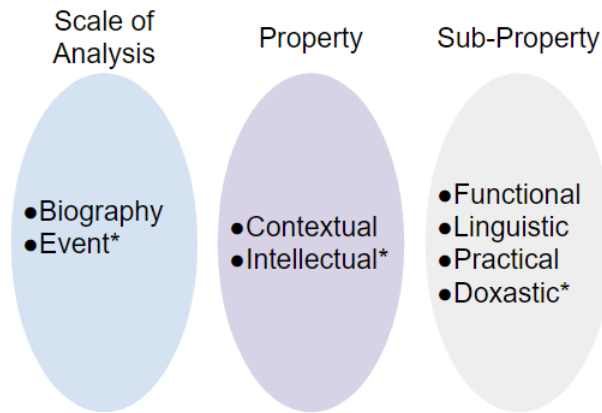 Scale of
Analysis
Property
Sub-Property
●Biography
●Event*
●Contextual
●Intellectual*
●Functional
●Linguistic
●Practical
●Doxastic*